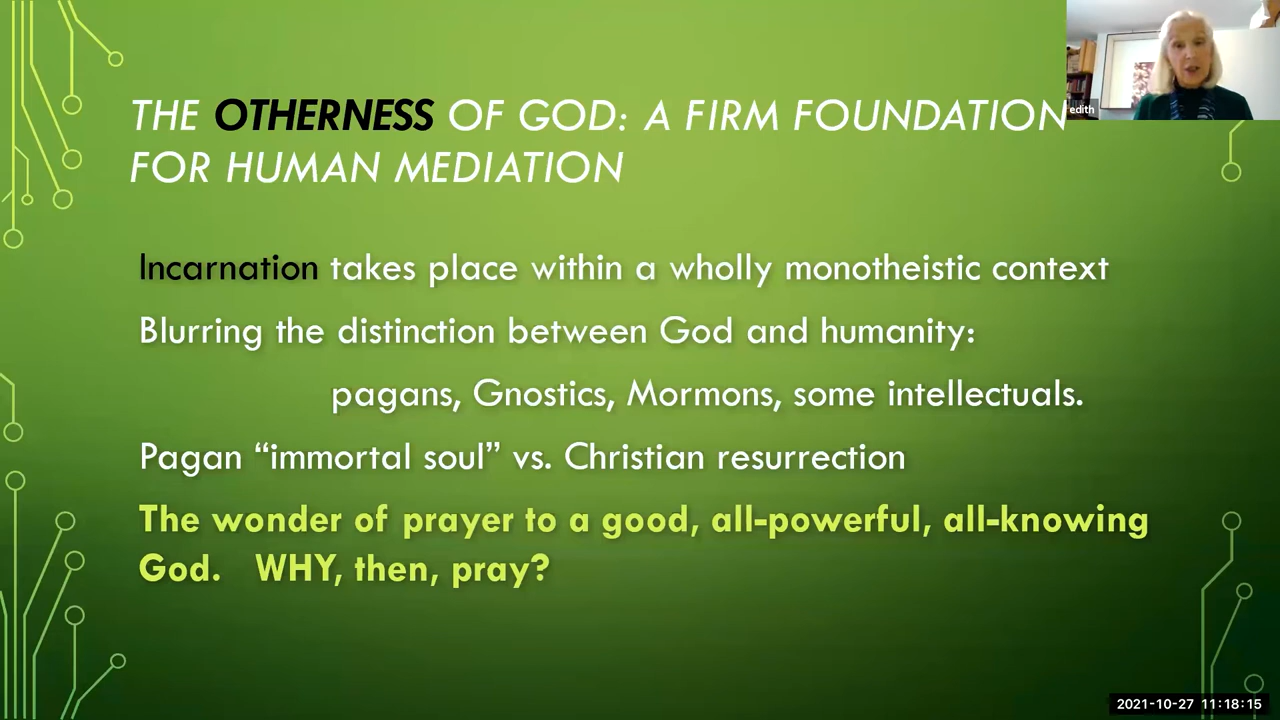 THE OTHERNESS OF GOD: A FIRM FOUNDATION
FOR HUMAN MEDIATION
edith
Incarnation takes place within a wholly monotheistic context
Blurring the distinction between God and humanity:
pagans, Gnostics, Mormons, some intellectuals.
Pagan “immortal soul” vs. Christian resurrection
The wonder of prayer to a good, all-powerful, all-knowing
God. WHY, then, pray?
2021-10-27 11:18:15